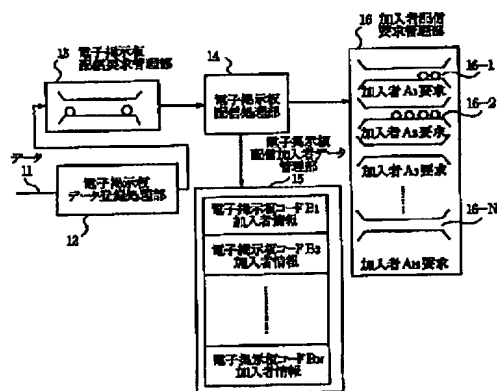 13
電子掲示板
配信要求管理部
14
電子掲示板
配信処理部
16 加入者配信
要求管理部
16-1
加入者A1要求
16-2
加入者A2要求
加入者A3要求
16-N
加入者AN要求
データ
11
電子掲示板
データ登録処理部
12
電子掲示板
配信加入者データ
管理部
15
電子掲示板コードB1
加入者情報
電子掲示板コードB2
加入者情報
電子掲示板コードBM
加入者情報